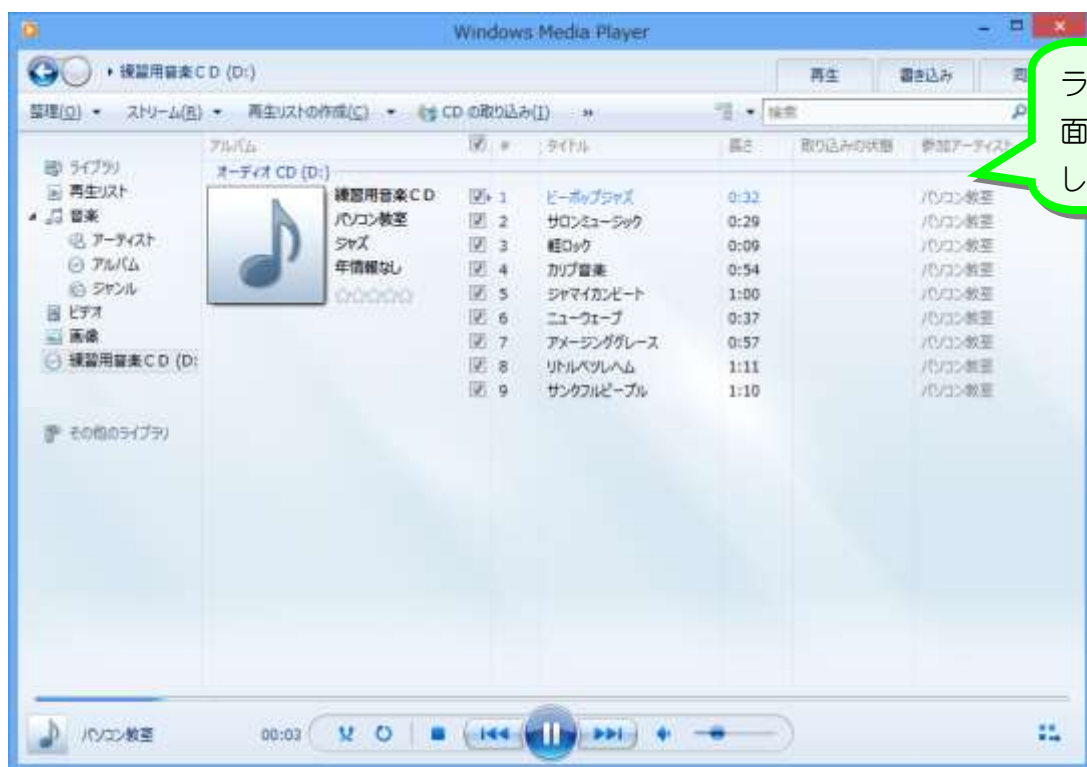 Windows Media Player
練習用音楽ＣＤ (D:)
再生 書き込み
整理(O) ストリーム(R) 再生リストの作成(C) CD の取り込み(I) » 検索
アルバム # タイトル 長さ 取り込みの状態 参加アーティスト
オーディオ CD (D:)
練習用音楽ＣＤ
パソコン教室
ジャズ
年情報なし
1 ビーポップジャズ 0:32 パソコン教室
2 サロンミュージック 0:29 パソコン教室
3 軽ロック 0:09 パソコン教室
4 カリブ音楽 0:54 パソコン教室
5 ジャマイカンビート 1:00 パソコン教室
6 ニューウェーブ 0:37 パソコン教室
7 アメージンググレース 0:57 パソコン教室
8 リトルベツレヘム 1:11 パソコン教室
9 サンクフルピープル 1:10 パソコン教室
ライブラリ
再生リスト
音楽
アーティスト
アルバム
ジャンル
ビデオ
画像
練習用音楽ＣＤ (D:
その他のライブラリ
ラ
面
し
パソコン教室 00:03